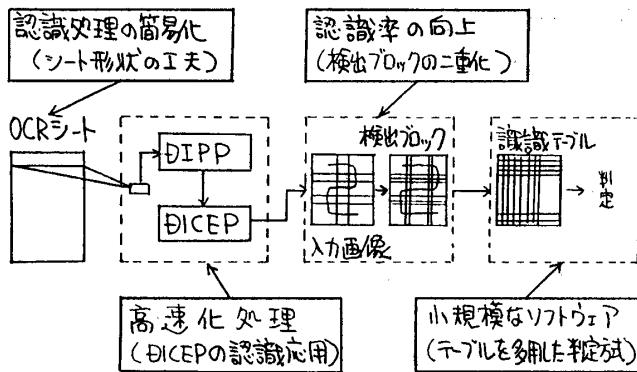 認識処理の簡易化
(シート形状の工夫)
認識率の向上
(検出ブロックの二重化)
OCRシート
DIPP
DICEP
検出ブロック
入力画像
認識テーブル
判定
高速化処理
(DICEPの認識応用)
小規模なソフトウェア
(テーブルを多用した判定方式)